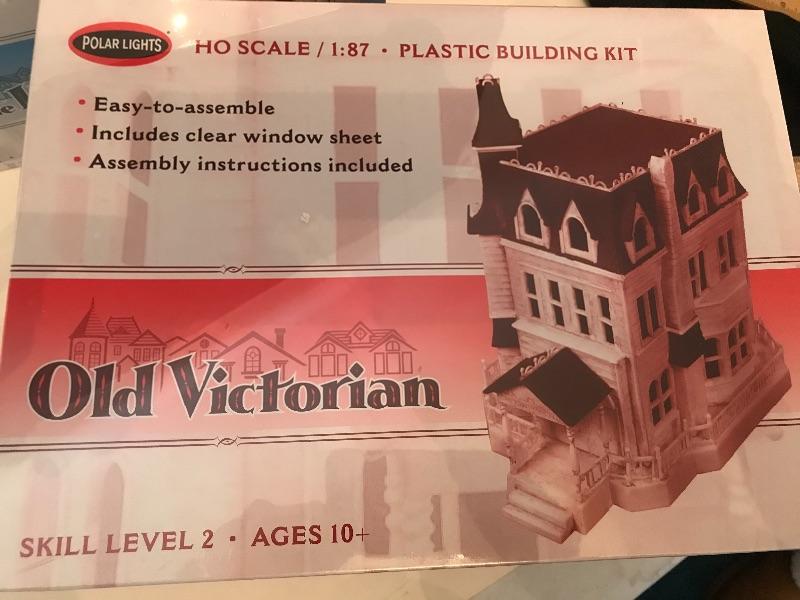 POLAR LIGHTS
HO SCALE / 1:87 • PLASTIC BUILDING KIT
• Easy-to-assemble
• Includes clear window sheet
• Assembly instructions included
Old Victorian
SKILL LEVEL 2 • AGES 10+